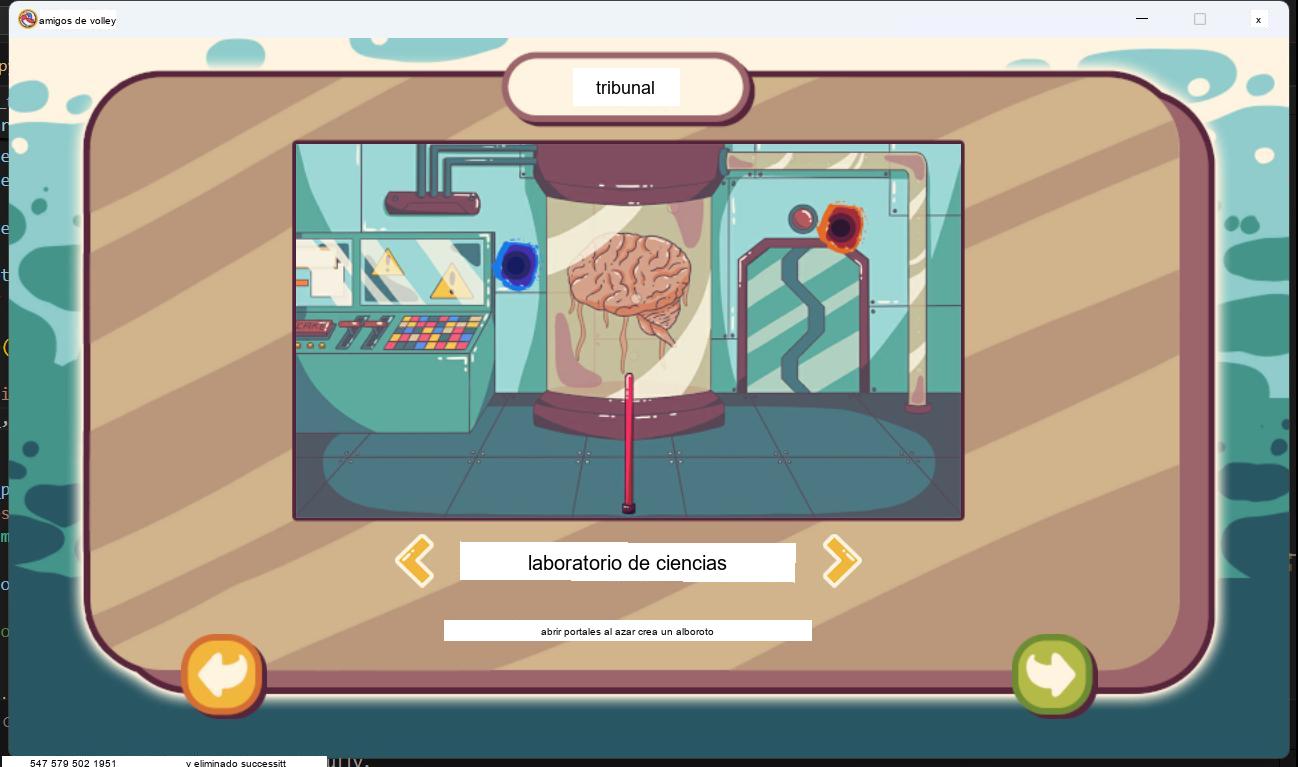 amigos de volley
x
tribunal
laboratorio de ciencias
abrir portales al azar crea un alboroto
547 579 502 1951 y eliminado successitt